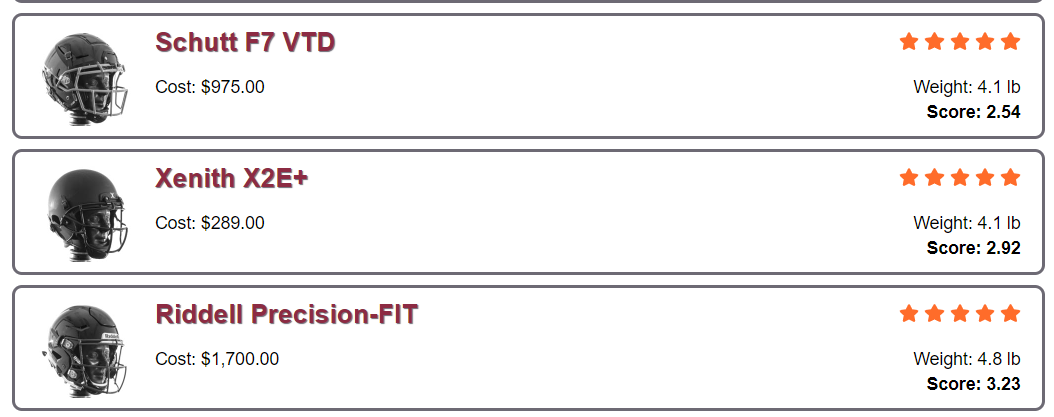 Schutt F7 VTD
Cost: $975.00
Weight: 4.1 lb
Score: 2.54
Xenith X2E+
Cost: $289.00
Weight: 4.1 lb
Score: 2.92
Riddell Precision-FIT
Cost: $1,700.00
Weight: 4.8 lb
Score: 3.23